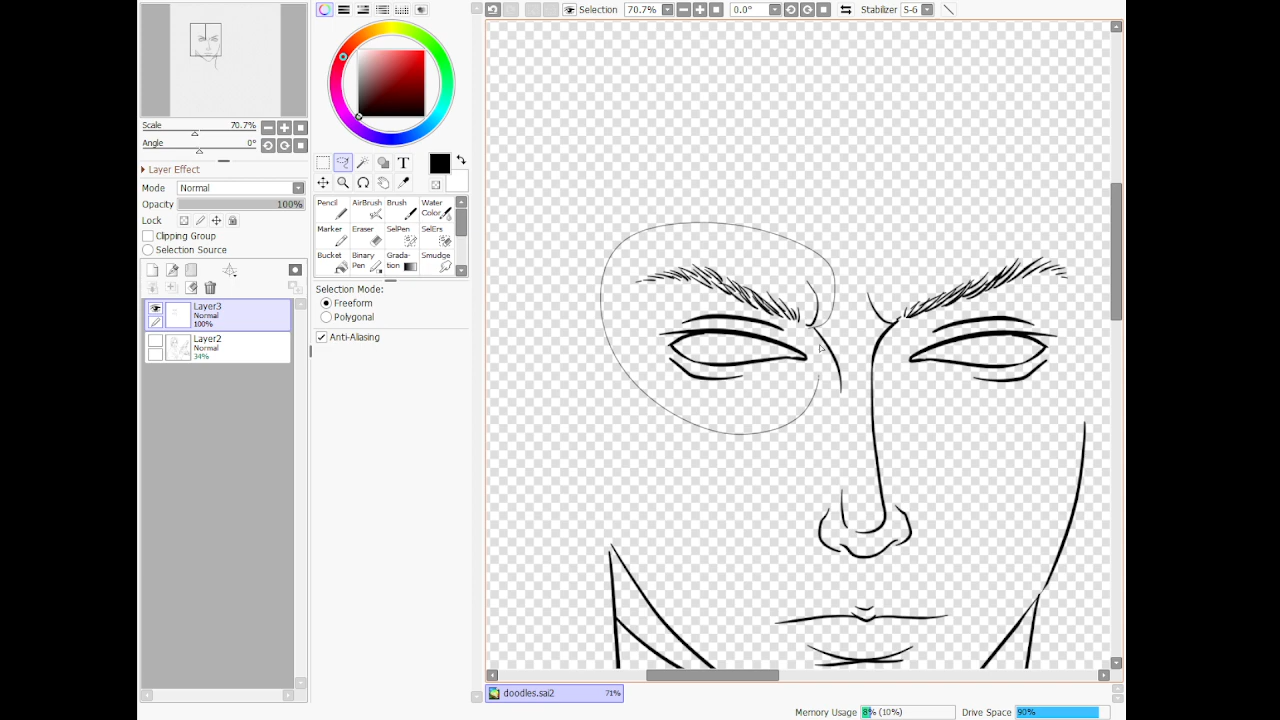 Selection 70.7% 0.0° Stabilizer S-6
Scale 70.7%
Angle 0°
Layer Effect
Mode Normal
Opacity 100%
Lock
Clipping Group
Selection Source
Layer3
Normal
100%
Layer2
Normal
34%
T
Pencil AirBrush Brush Water Color
Marker Eraser SelPen SelErs
Bucket Binary Pen Grada-tion Smudge
Selection Mode:
Freeform
Polygonal
Anti-Aliasing
doodles.sai2 71%
Memory Usage 8% (10%) Drive Space 90%